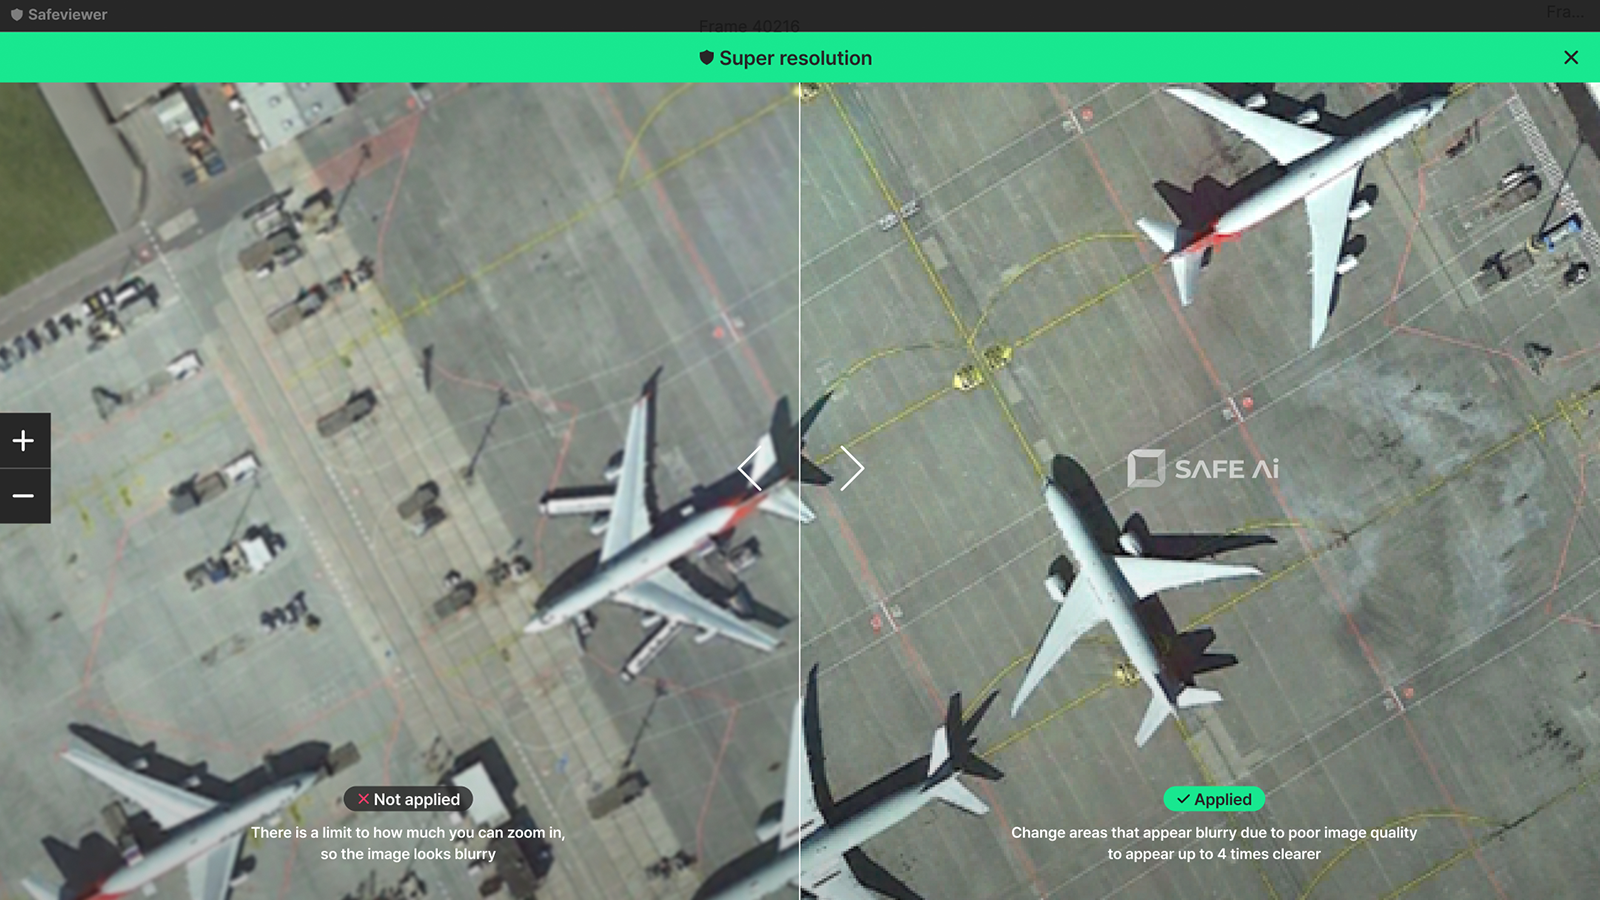 Safeviewer
Frame 40216
Fra...
Super resolution
SAFE Ai
Not applied
There is a limit to how much you can zoom in,
so the image looks blurry
Applied
Change areas that appear blurry due to poor image quality
to appear up to 4 times clearer